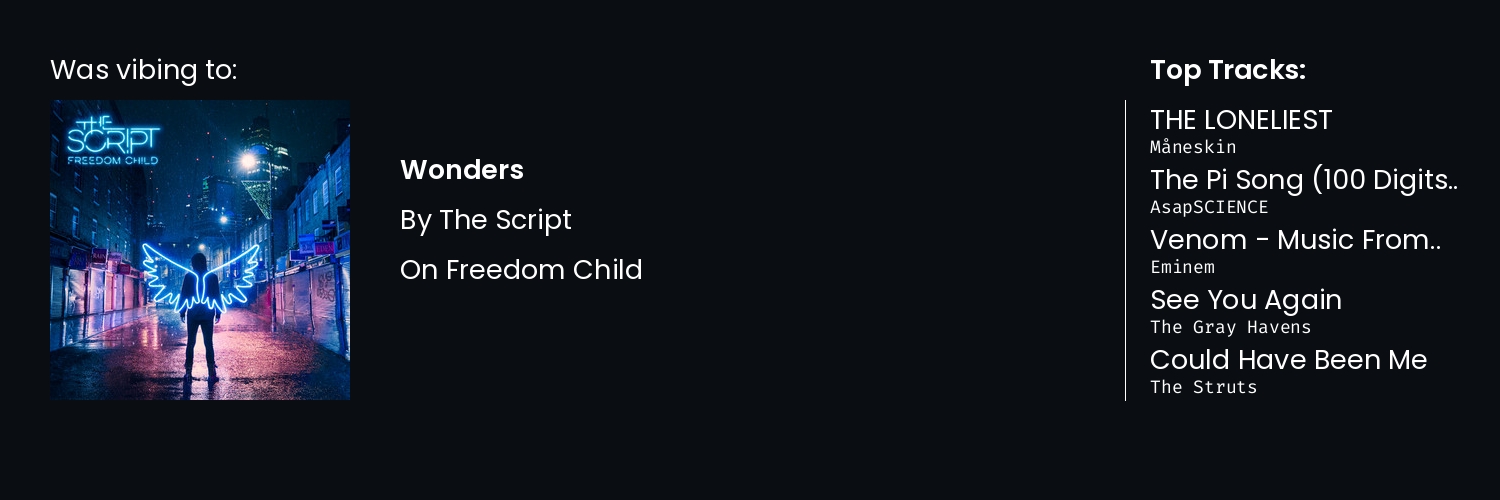 Was vibing to:
THE
SCRIPT
FREEDOM CHILD
Wonders
By The Script
On Freedom Child
Top Tracks:
THE LONELIEST
Måneskin
The Pi Song (100 Digits..
AsapSCIENCE
Venom - Music From..
Eminem
See You Again
The Gray Havens
Could Have Been Me
The Struts